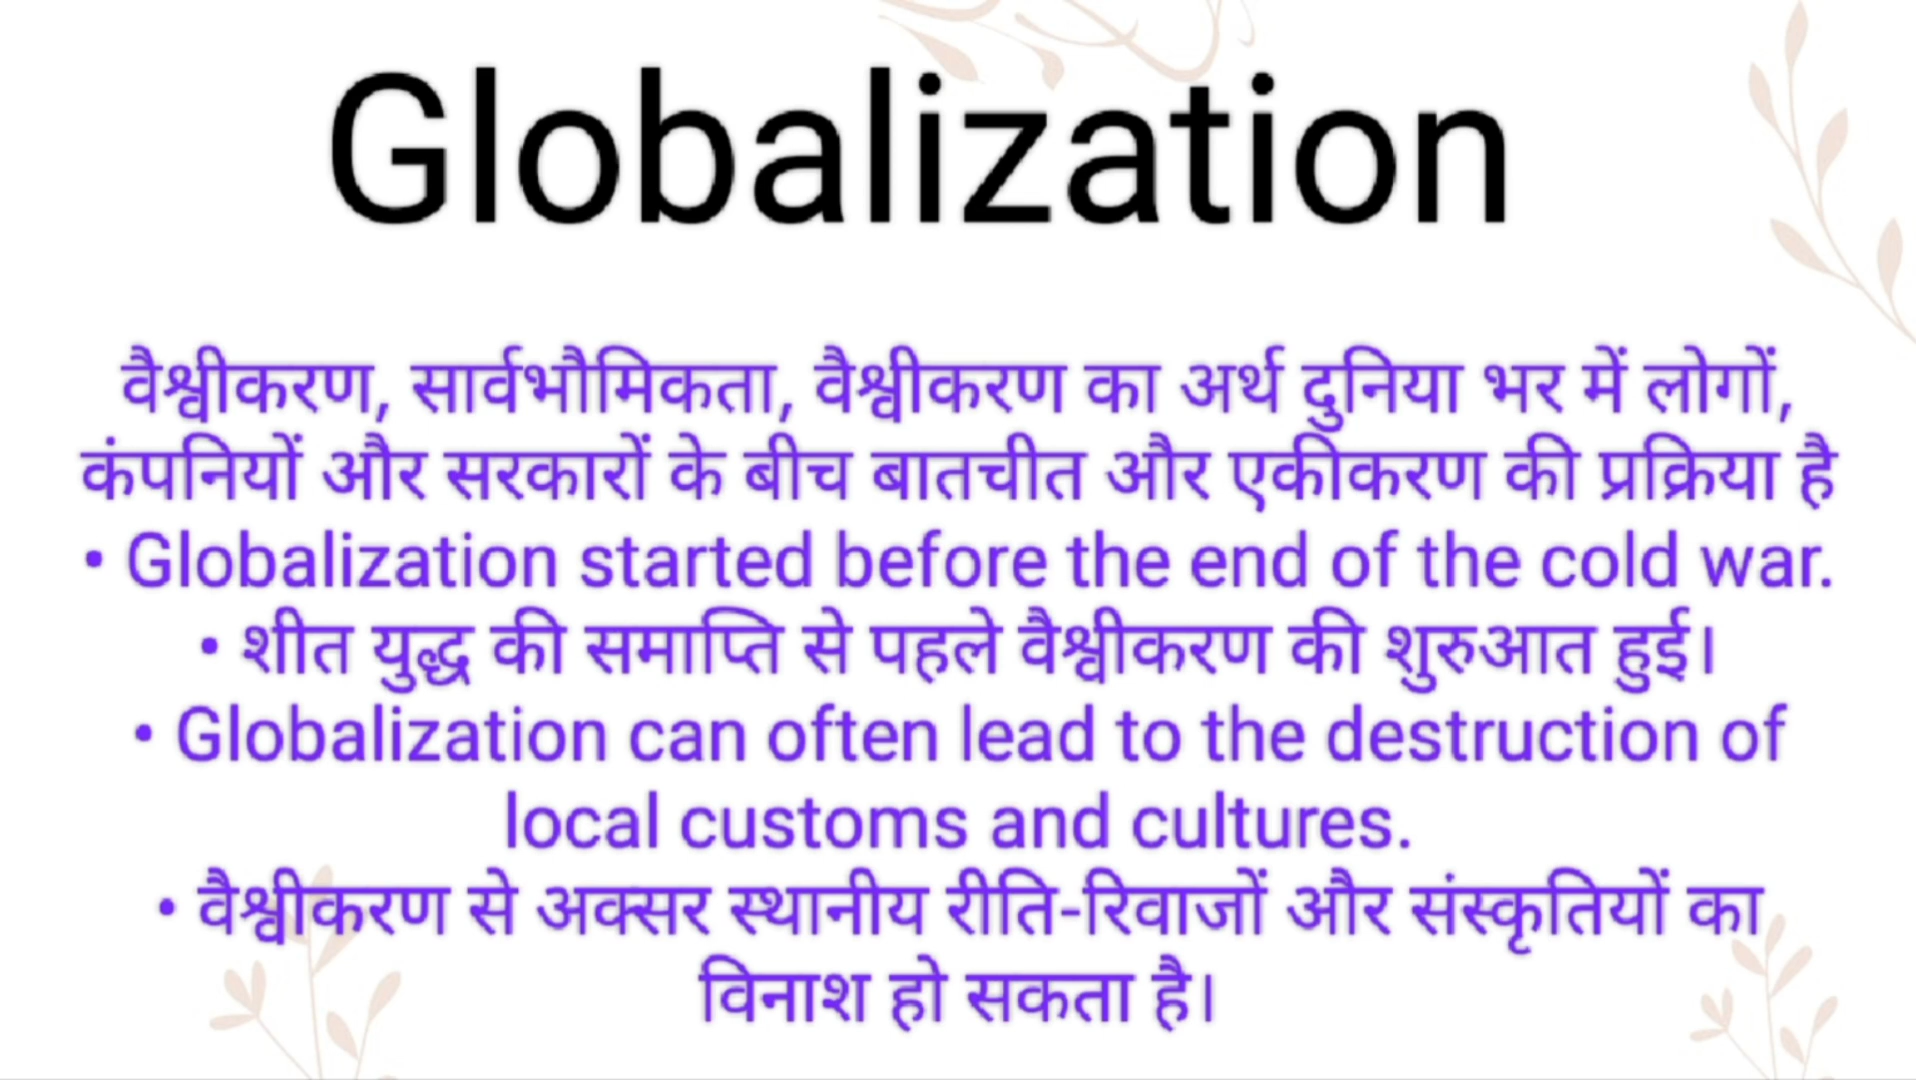 Globalization
वैश्वीकरण, सार्वभौमिकता, वैश्वीकरण का अर्थ दुनिया भर में लोगों,
कंपनियों और सरकारों के बीच बातचीत और एकीकरण की प्रक्रिया है
• Globalization started before the end of the cold war.
• शीत युद्ध की समाप्ति से पहले वैश्वीकरण की शुरुआत हुई।
• Globalization can often lead to the destruction of
local customs and cultures.
• वैश्वीकरण से अक्सर स्थानीय रीति-रिवाजों और संस्कृतियों का
विनाश हो सकता है।